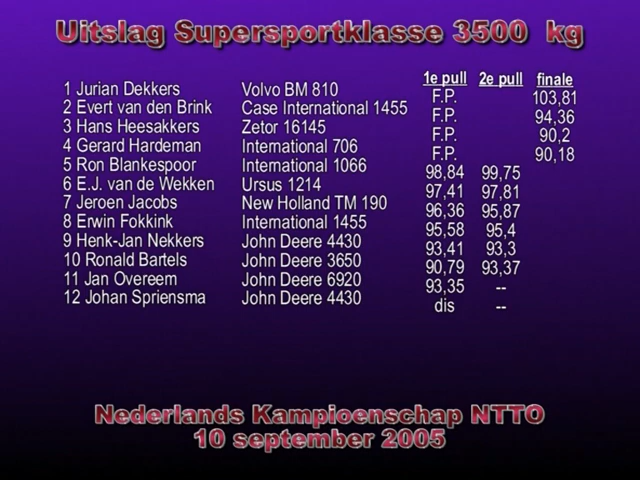 Uitslag Supersportklasse 3500 kg
1e pull 2e pull finale
1 Jurian Dekkers Volvo BM 810 F.P. 103,81
2 Evert van den Brink Case International 1455 F.P. 94,36
3 Hans Heesakkers Zetor 16145 F.P. 90,2
4 Gerard Hardeman International 706 F.P. 90,18
5 Ron Blankespoor International 1066 98,84 99,75
6 E.J. van de Wekken Ursus 1214 97,41 97,81
7 Jeroen Jacobs New Holland TM 190 96,36 95,87
8 Erwin Fokkink International 1455 95,58 95,4
9 Henk-Jan Nekkers John Deere 4430 93,41 93,3
10 Ronald Bartels John Deere 3650 90,79 93,37
11 Jan Overeem John Deere 6920 93,35 --
12 Johan Spriensma John Deere 4430 dis --
Nederlands Kampioenschap NTTO
10 september 2005